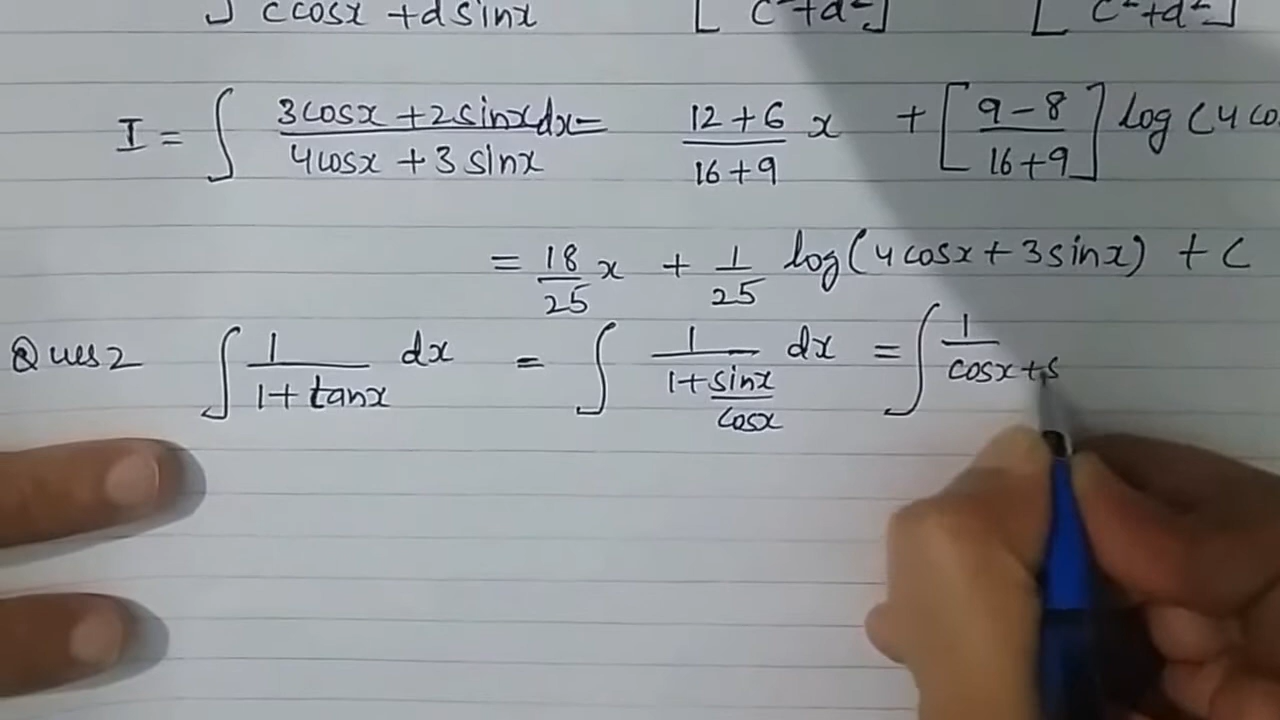 ∫ ccosx + dsinx [ c²+d² ] [ c²+d² ]
I = ∫ (3cosx + 2sinx dx)/(4cosx + 3sinx) = (12+6)/(16+9) x + [(9-8)/(16+9)] log(4co
= 18/25 x + 1/25 log(4cosx + 3sinx) + C
Ques 2 ∫ 1/(1+tanx) dx = ∫ 1/(1+sinx/cosx) dx = ∫ 1/(cosx+s